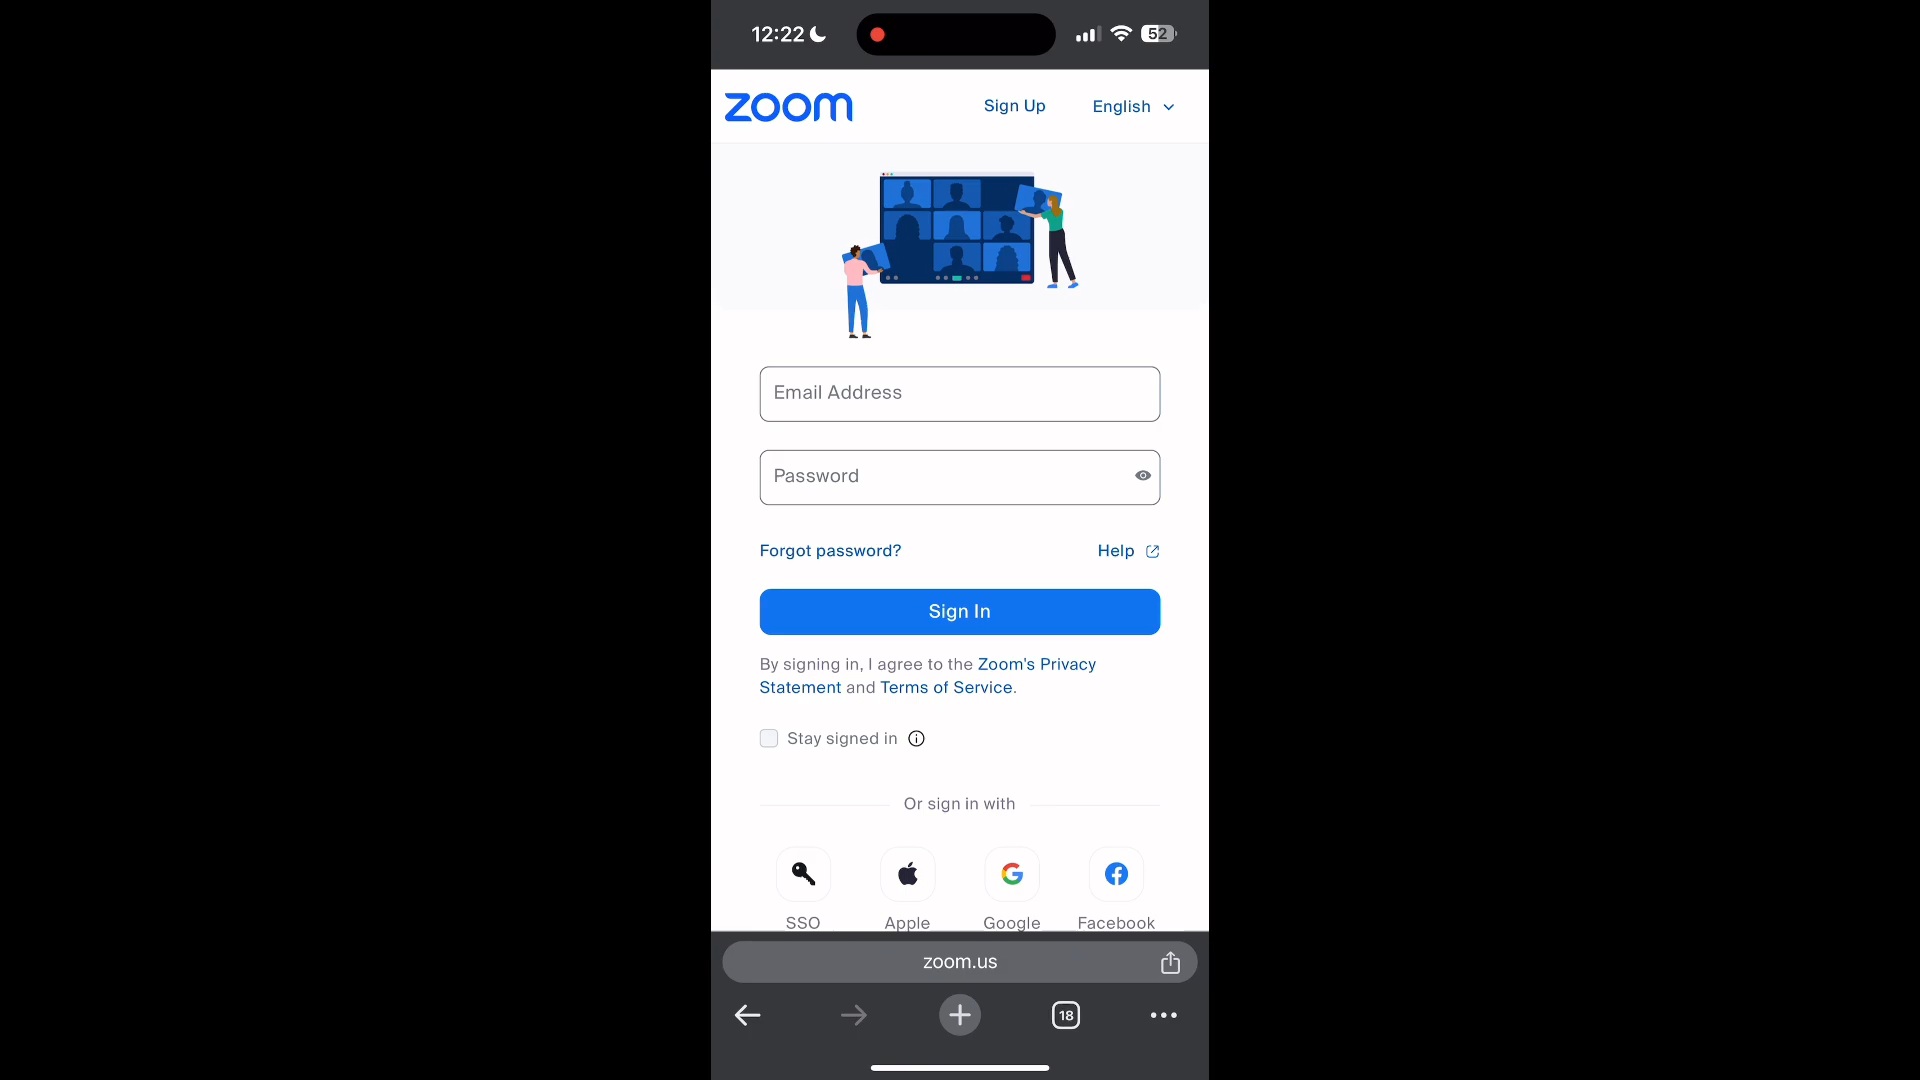 12:22
52
zoom
Sign Up
English
Email Address
Password
Forgot password?
Help
Sign In
By signing in, I agree to the Zoom's Privacy
Statement and Terms of Service.
Stay signed in
Or sign in with
SSO
Apple
Google
Facebook
zoom.us
18